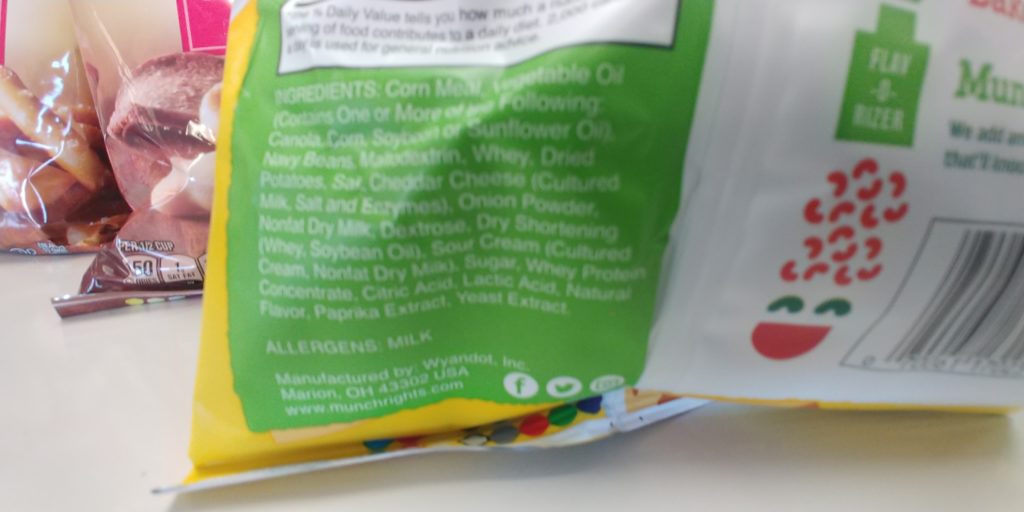 % Daily Value tells you how much a
of food contributes to a daily diet. 2,000
is used for general nutrition advice.
INGREDIENTS: Corn Meal, Vegetable Oil
(Contains One or More of the Following:
Canola, Corn, Soybean or Sunflower Oil),
Navy Beans, Maltodextrin, Whey, Dried
Potatoes, Salt, Cheddar Cheese (Cultured
Milk, Salt and Enzymes), Onion Powder,
Nonfat Dry Milk, Dextrose, Dry Shortening
(Whey, Soybean Oil), Sour Cream (Cultured
Cream, Nonfat Dry Milk), Sugar, Whey Protein
Concentrate, Citric Acid, Lactic Acid, Natural
Flavor, Paprika Extract, Yeast Extract.
ALLERGENS: MILK
Manufactured by: Wyandot, Inc.
Marion, OH 43302 USA
www.munchrights.com
FLAV
-O-
RIZER
Mun
We add
that'll
PER 1/2 CUP
SAT FAT